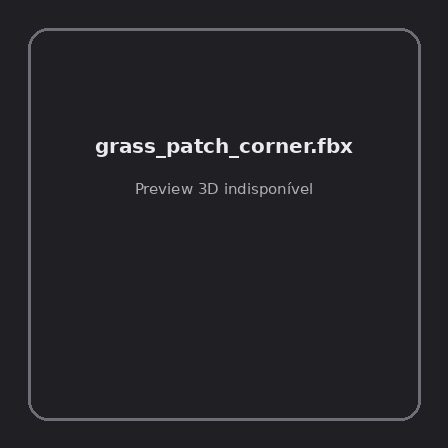 grass_patch_corner.fbx
Preview 3D indisponível